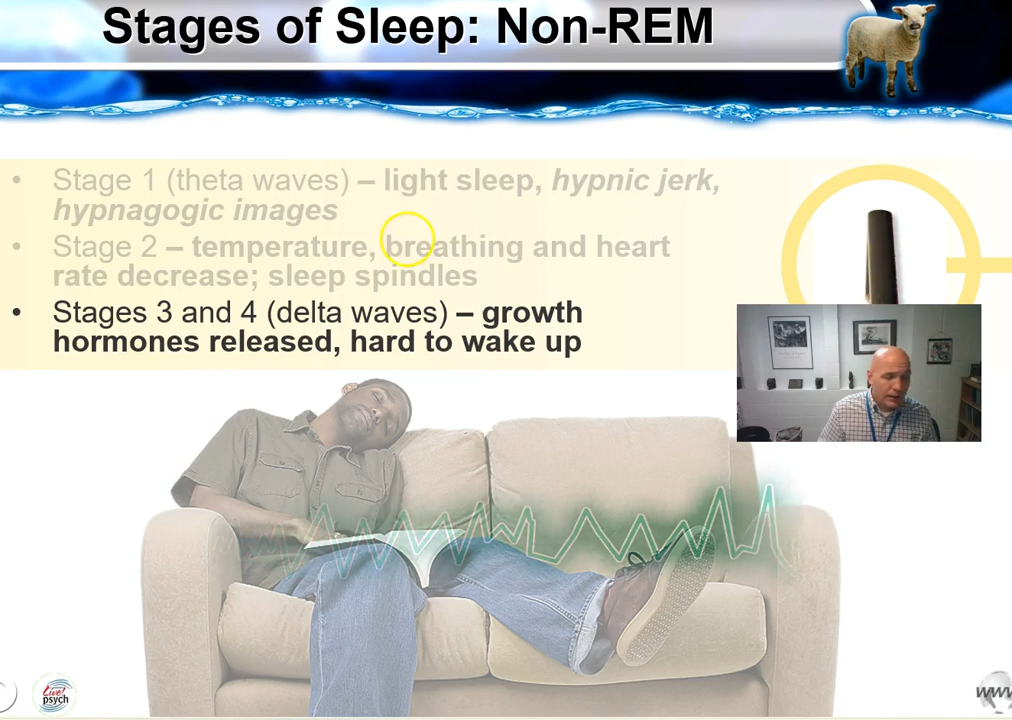 Stages of Sleep: Non-REM
• Stage 1 (theta waves) – light sleep, hypnic jerk,
hypnagogic images
• Stage 2 – temperature, breathing and heart
rate decrease; sleep spindles
• Stages 3 and 4 (delta waves) – growth
hormones released, hard to wake up
Live!
psych
www